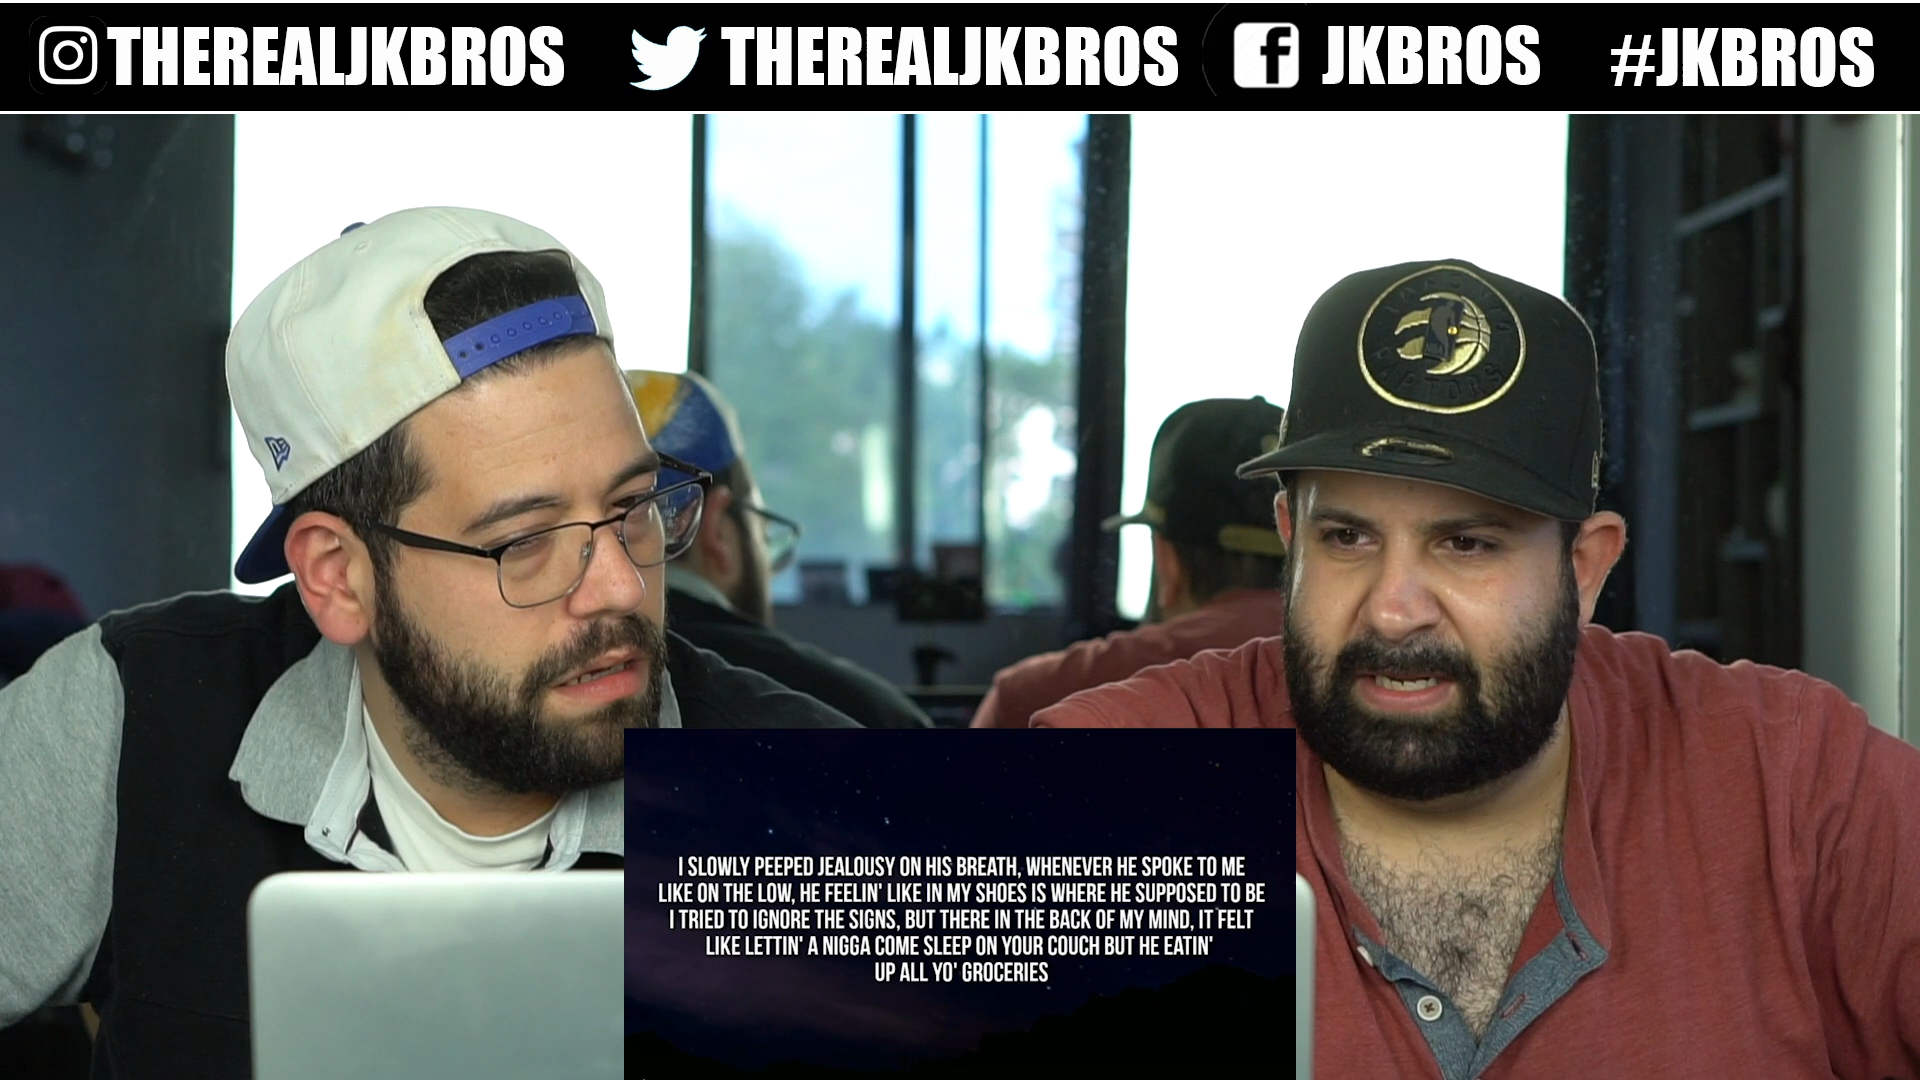 THEREALJKBROS THEREALJKBROS JKBROS #JKBROS
I SLOWLY PEEPED JEALOUSY ON HIS BREATH, WHENEVER HE SPOKE TO ME
LIKE ON THE LOW, HE FEELIN' LIKE IN MY SHOES IS WHERE HE SUPPOSED TO BE
I TRIED TO IGNORE THE SIGNS, BUT THERE IN THE BACK OF MY MIND, IT FELT
LIKE LETTIN' A NIGGA COME SLEEP ON YOUR COUCH BUT HE EATIN'
UP ALL YO' GROCERIES